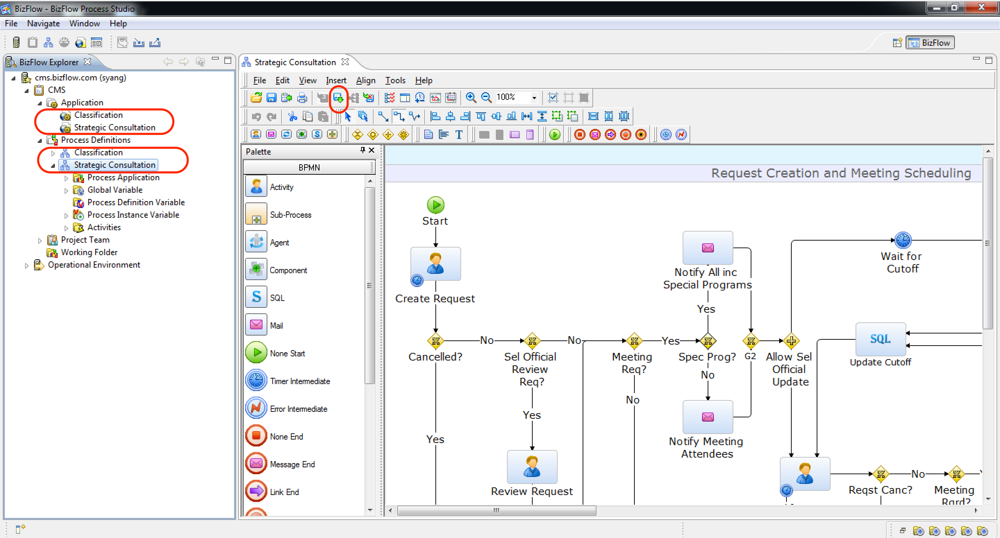 BizFlow - BizFlow Process Studio
File Navigate Window Help
BizFlow
BizFlow Explorer
cms.bizflow.com (syang)
CMS
Application
Classification
Strategic Consultation
Process Definitions
Classification
Strategic Consultation
Process Application
Global Variable
Process Definition Variable
Process Instance Variable
Activities
Project Team
Working Folder
Operational Environment
Strategic Consultation
File Edit View Insert Align Tools Help
100%
T
Palette
BPMN
Activity
Sub-Process
Agent
Component
S SQL
Mail
None Start
Timer Intermediate
Error Intermediate
None End
Message End
Link End
Request Creation and Meeting Scheduling
Start
Create Request
Cancelled?
No
Yes
Sel Official
Review
Req?
No
Yes
Review Request
Meeting
Req?
Yes
No
Notify All inc
Special Programs
Yes
Spec Prog?
No
Notify Meeting
Attendees
G2
Allow Sel
Official
Update
Wait for
Cutoff
SQL
Update Cutoff
Reqst Canc?
No
Meeting
Rqrd?